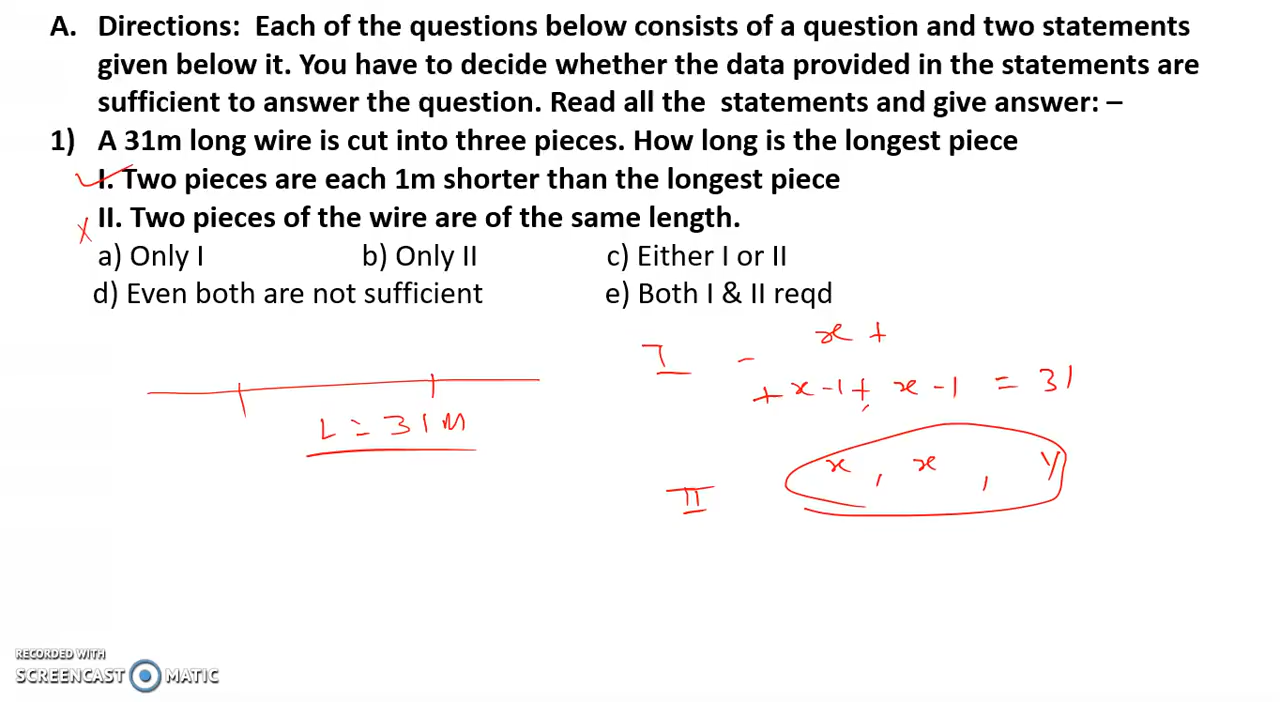 A. Directions: Each of the questions below consists of a question and two statements
given below it. You have to decide whether the data provided in the statements are
sufficient to answer the question. Read all the statements and give answer: –
1) A 31m long wire is cut into three pieces. How long is the longest piece
I. Two pieces are each 1m shorter than the longest piece
II. Two pieces of the wire are of the same length.
a) Only I b) Only II c) Either I or II
d) Even both are not sufficient e) Both I & II reqd
I - x +
+ x - 1 + x - 1 = 31
L = 31 M
II x , x , y
RECORDED WITH
SCREENCAST MATIC